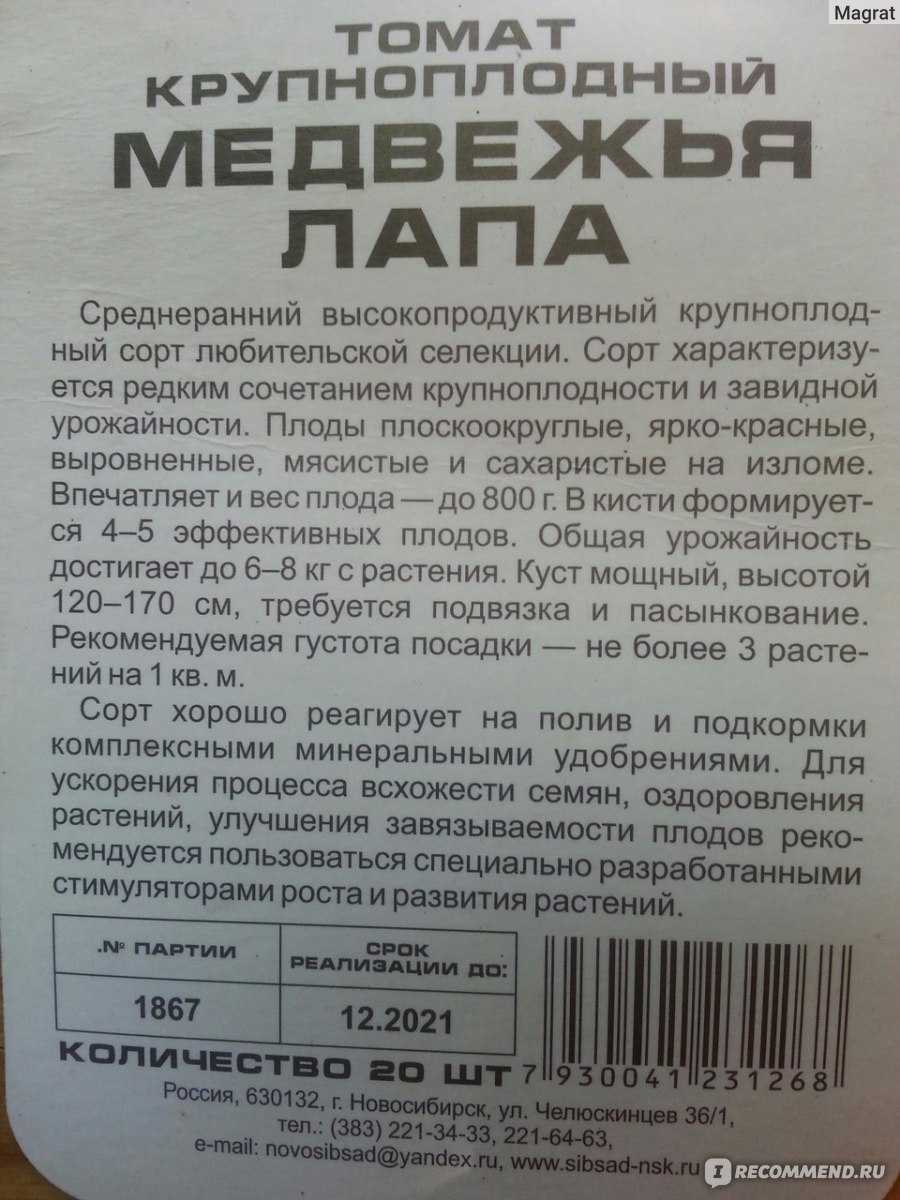 Magrat
ТОМАТ
КРУПНОПЛОДНЫЙ
МЕДВЕЖЬЯ
ЛАПА
Среднеранний высокопродуктивный крупноплод-
ный сорт любительской селекции. Сорт характеризу-
ется редким сочетанием крупноплодности и завидной
урожайности. Плоды плоскоокруглые, ярко-красные,
выровненные, мясистые и сахаристые на изломе.
Впечатляет и вес плода — до 800 г. В кисти формирует-
ся 4–5 эффективных плодов. Общая урожайность
достигает до 6–8 кг с растения. Куст мощный, высотой
120–170 см, требуется подвязка и пасынкование.
Рекомендуемая густота посадки — не более 3 расте-
ний на 1 кв. м.
Сорт хорошо реагирует на полив и подкормки
комплексными минеральными удобрениями. Для
ускорения процесса всхожести семян, оздоровления
растений, улучшения завязываемости плодов реко-
мендуется пользоваться специально разработанными
стимуляторами роста и развития растений.
№ ПАРТИИ
СРОК
РЕАЛИЗАЦИИ ДО:
1867
12.2021
КОЛИЧЕСТВО 20 ШТ
7 930041 231268
Россия, 630132, г. Новосибирск, ул. Челюскинцев 36/1,
тел.: (383) 221-34-33, 221-64-63,
e-mail: novosibsad@yandex.ru, www.sibsad-nsk.ru
IRECOMMEND.RU